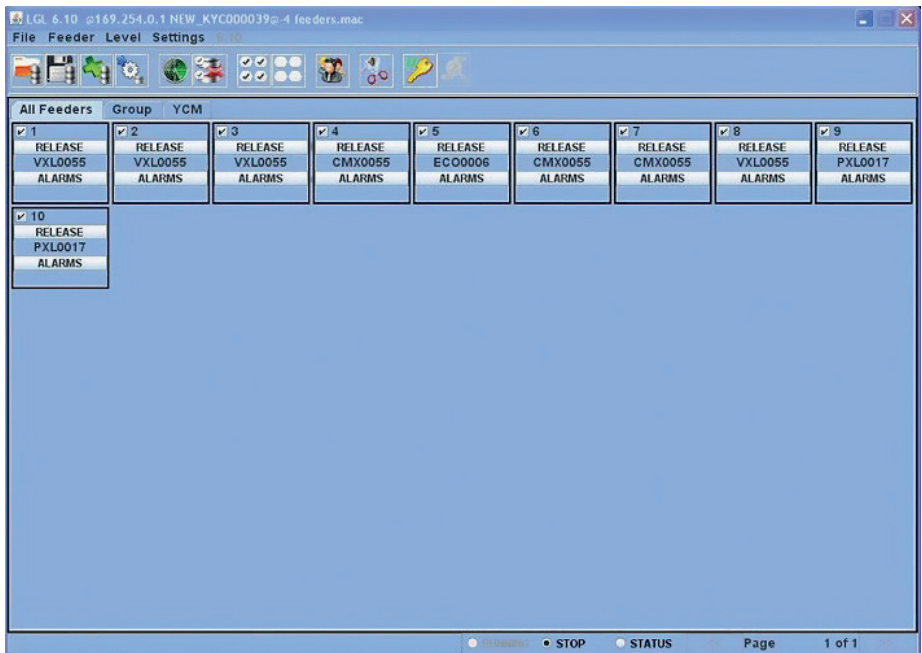 LGL 6.10 @169.254.0.1 NEW_KYC000039@-4 feeders.mac
File Feeder Level Settings 6.10
All Feeders Group YCM
1 2 3 4 5 6 7 8 9
RELEASE RELEASE RELEASE RELEASE RELEASE RELEASE RELEASE RELEASE RELEASE
VXL0055 VXL0055 VXL0055 CMX0055 ECO0006 CMX0055 CMX0055 VXL0055 PXL0017
ALARMS ALARMS ALARMS ALARMS ALARMS ALARMS ALARMS ALARMS ALARMS
10
RELEASE
PXL0017
ALARMS
RUNNING STOP STATUS << Page 1 of 1 >>